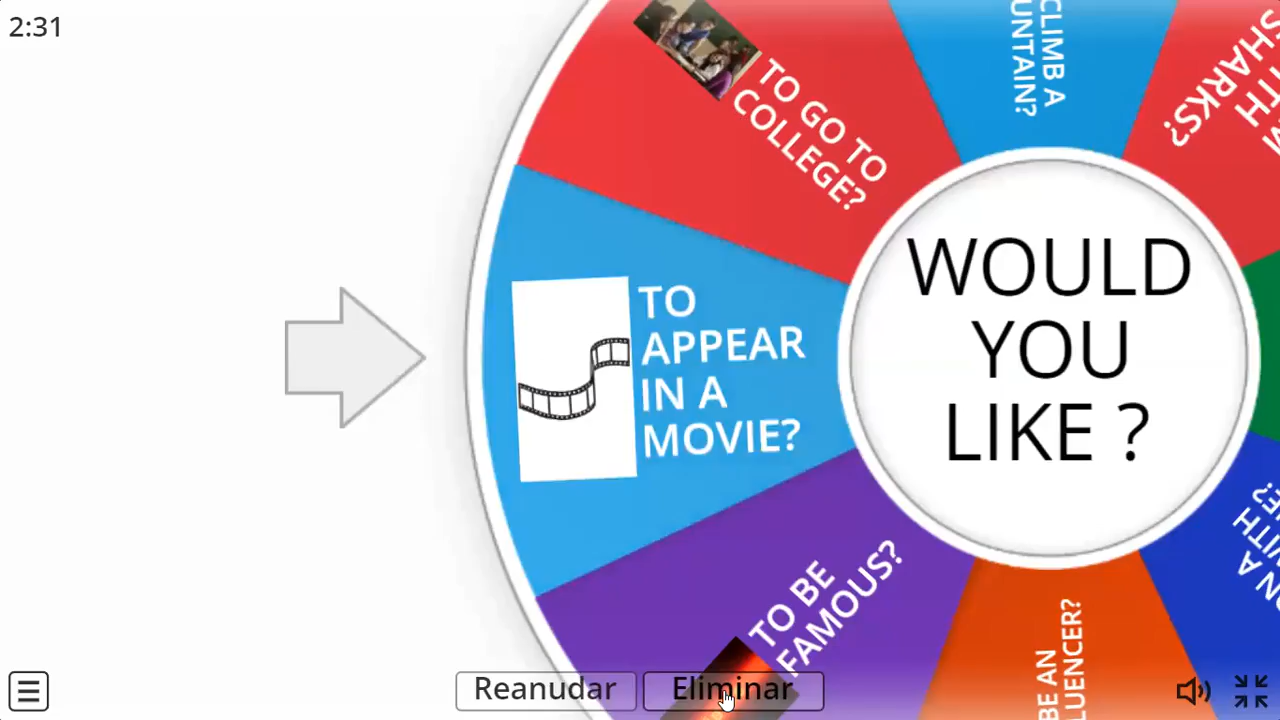 2:31
TO GO TO
COLLEGE?
CLIMB A
UNTAIN?
SHARKS?
TO
APPEAR
IN A
MOVIE?
WOULD
YOU
LIKE ?
TO BE
FAMOUS?
BE AN
LUENCER?
Reanudar
Eliminar